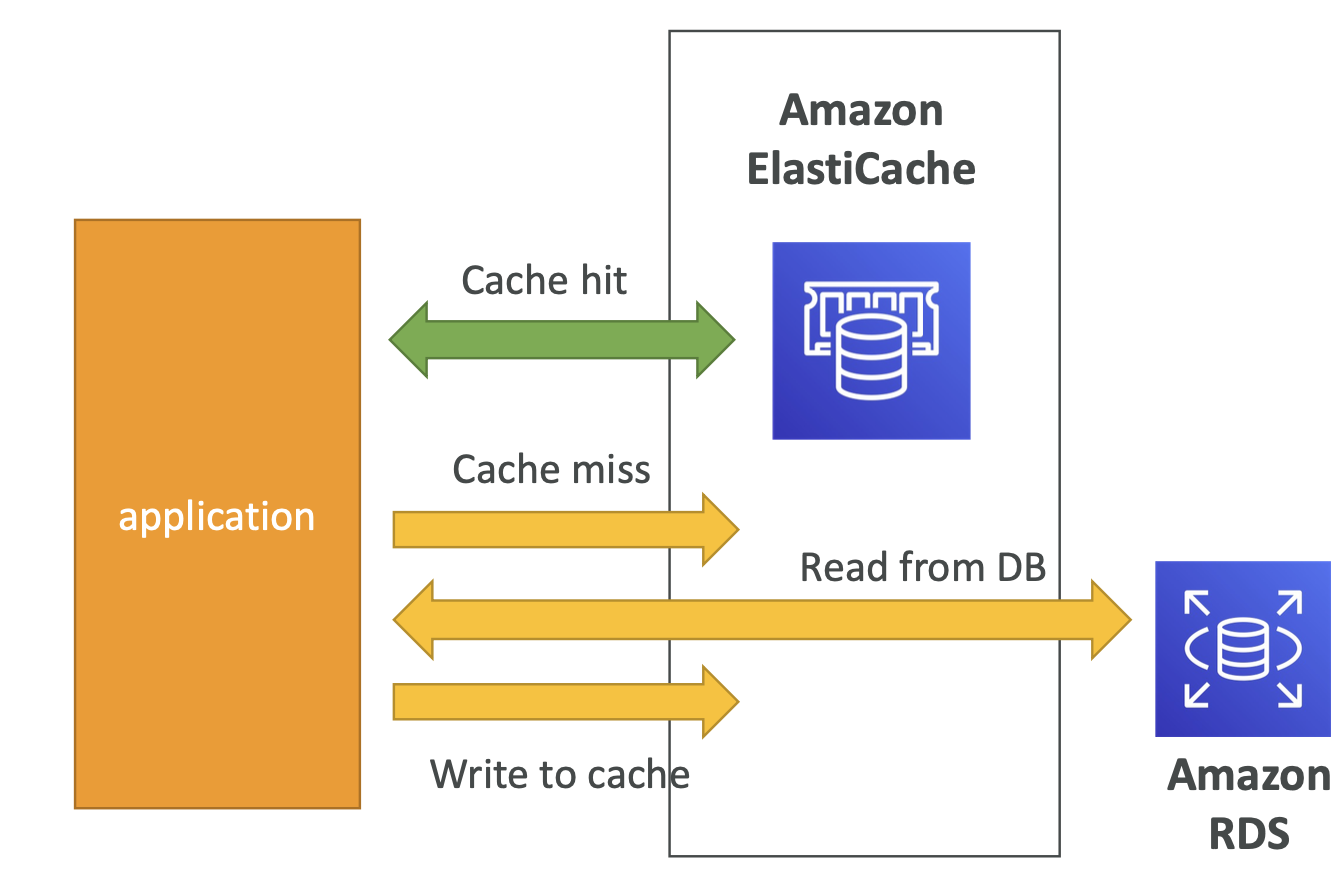 Amazon
ElastiCache
Cache hit
Cache miss
application
Read from DB
Write to cache
Amazon
RDS